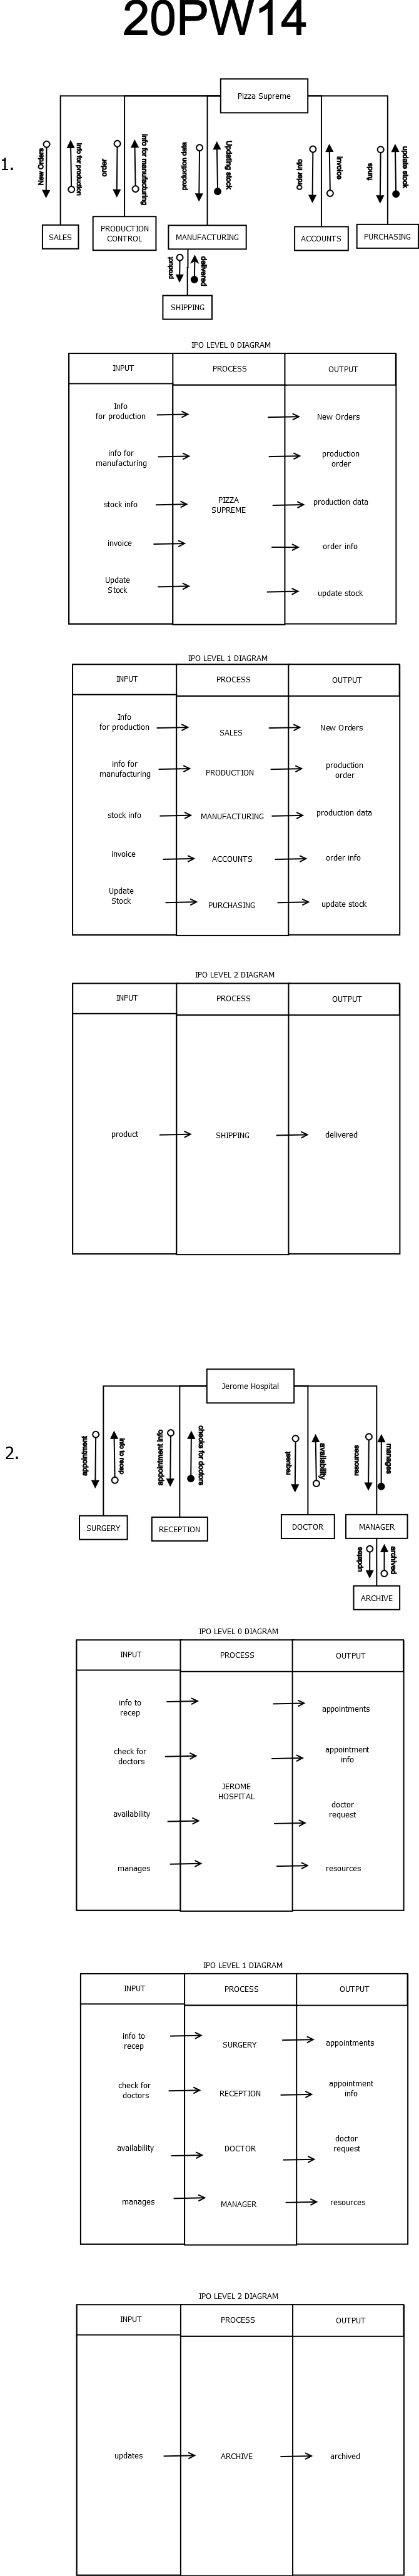 20PW14
1.
Pizza Supreme
New Orders
info for production
order
info for manufacturing
production data
Updating stock
Order info
invoice
funds
update stock
SALES
PRODUCTION
CONTROL
MANUFACTURING
ACCOUNTS
PURCHASING
product
delivered
SHIPPING
IPO LEVEL 0 DIAGRAM
INPUT PROCESS OUTPUT
Info
for production
New Orders
info for
manufacturing
production
order
stock info
PIZZA
SUPREME
production data
invoice
order info
Update
Stock
update stock
IPO LEVEL 1 DIAGRAM
INPUT PROCESS OUTPUT
Info
for production
SALES
New Orders
info for
manufacturing
PRODUCTION
production
order
stock info
MANUFACTURING
production data
invoice
ACCOUNTS
order info
Update
Stock
PURCHASING
update stock
IPO LEVEL 2 DIAGRAM
INPUT PROCESS OUTPUT
product SHIPPING delivered
2.
Jerome Hospital
appointment
info to recep
appointment info
checks for doctors
request
availability
resources
manages
SURGERY
RECEPTION
DOCTOR
MANAGER
updates
archived
ARCHIVE
IPO LEVEL 0 DIAGRAM
INPUT PROCESS OUTPUT
info to
recep
appointments
check for
doctors
appointment
info
JEROME
HOSPITAL
availability
doctor
request
manages
resources
IPO LEVEL 1 DIAGRAM
INPUT PROCESS OUTPUT
info to
recep
SURGERY
appointments
check for
doctors
RECEPTION
appointment
info
availability
DOCTOR
doctor
request
manages
MANAGER
resources
IPO LEVEL 2 DIAGRAM
INPUT PROCESS OUTPUT
updates ARCHIVE archived